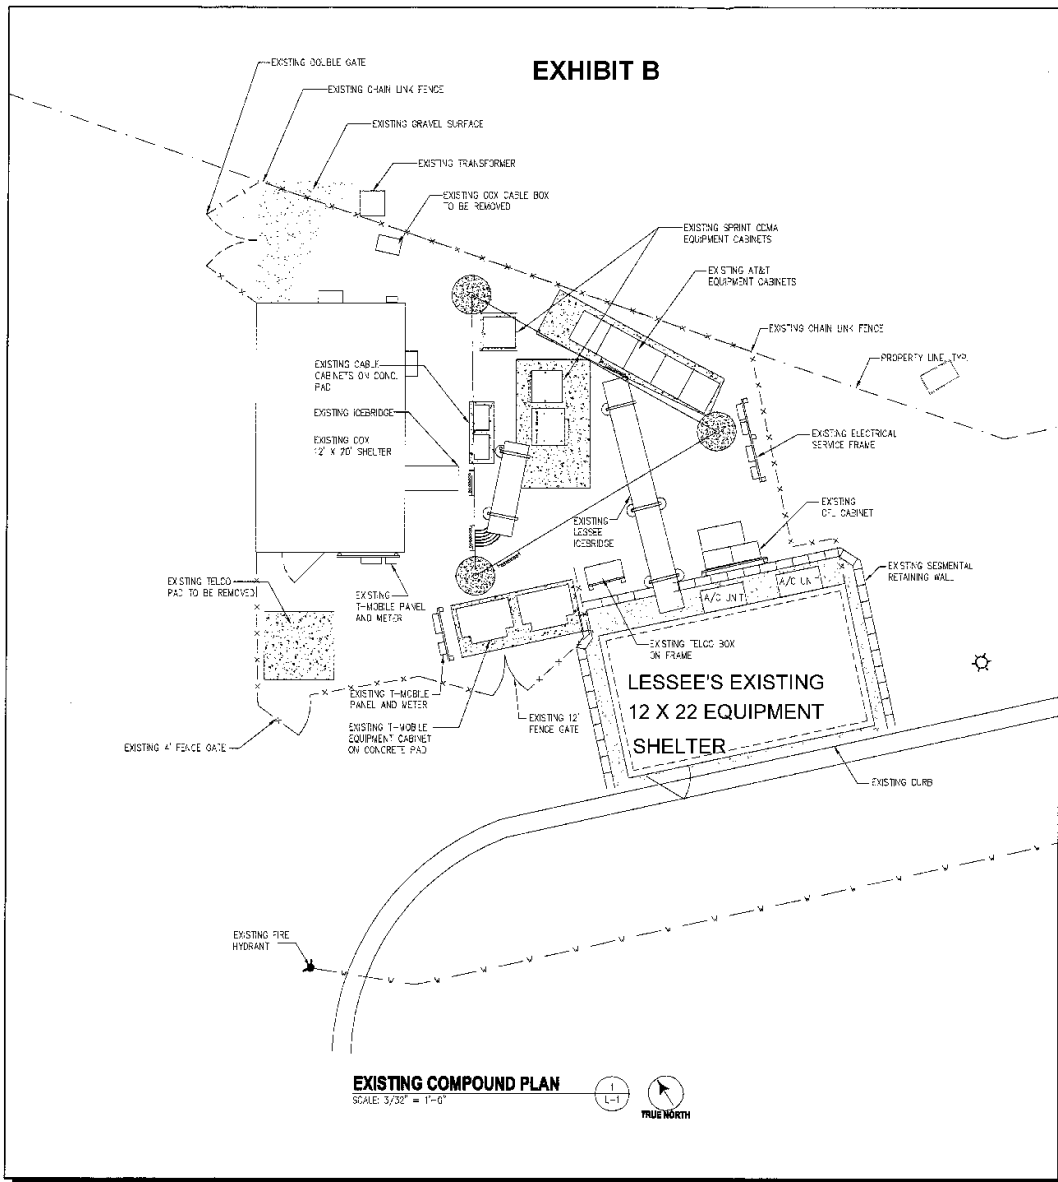 EXHIBIT B
EXISTING DOUBLE GATE
EXISTING CHAIN LINK FENCE
EXISTING GRAVEL SURFACE
EXISTING TRANSFORMER
EXISTING COX CABLE BOX
TO BE REMOVED
EXISTING SPRINT CDMA
EQUIPMENT CABINETS
EXISTING AT&T
EQUIPMENT CABINETS
EXISTING CHAIN LINK FENCE
PROPERTY LINE, TYP.
EXISTING CABLE
CABINETS ON CONC.
PAD
EXISTING ICEBRIDGE
EXISTING COX
12' X 20' SHELTER
EXISTING ELECTRICAL
SERVICE FRAME
EXISTING
LESSEE
ICEBRIDGE
EXISTING
CABINET
EXISTING SEGMENTAL
RETAINING WALL
A/C UNIT
A/C UNIT
EXISTING TELCO
PAD TO BE REMOVED
EXISTING
T-MOBILE PANEL
AND METER
EXISTING TELCO BOX
ON FRAME
LESSEE'S EXISTING
12 X 22 EQUIPMENT
SHELTER
EXISTING T-MOBILE
PANEL AND METER
EXISTING 12'
FENCE GATE
EXISTING T-MOBILE
EQUIPMENT CABINET
ON CONCRETE PAD
EXISTING 4' FENCE GATE
EXISTING CURB
EXISTING FIRE
HYDRANT
EXISTING COMPOUND PLAN
SCALE: 3/32" = 1'-0"
1
L-1
TRUE NORTH